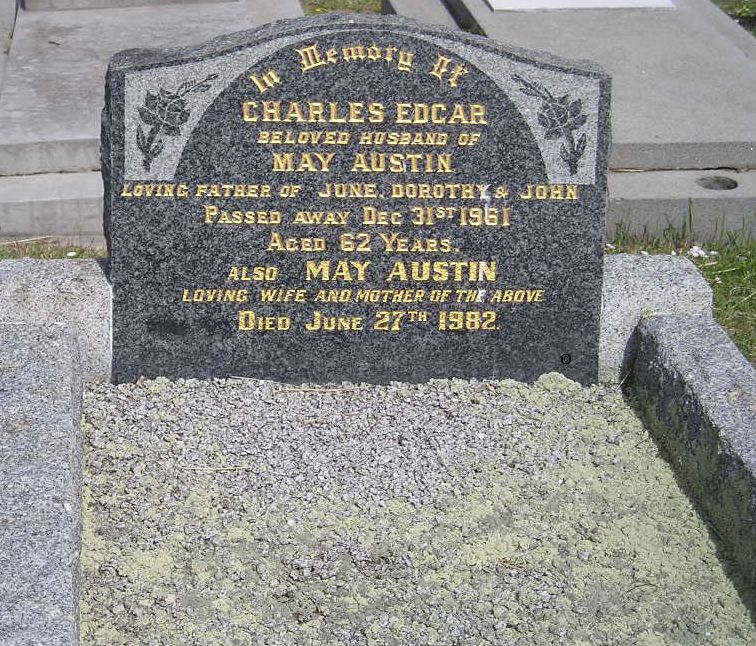 In Memory Of
CHARLES EDGAR
BELOVED HUSBAND OF
MAY AUSTIN
LOVING FATHER OF JUNE, DOROTHY & JOHN
PASSED AWAY DEC 31ST 1961
AGED 62 YEARS.
ALSO MAY AUSTIN
LOVING WIFE AND MOTHER OF THE ABOVE
DIED JUNE 27TH 1982.